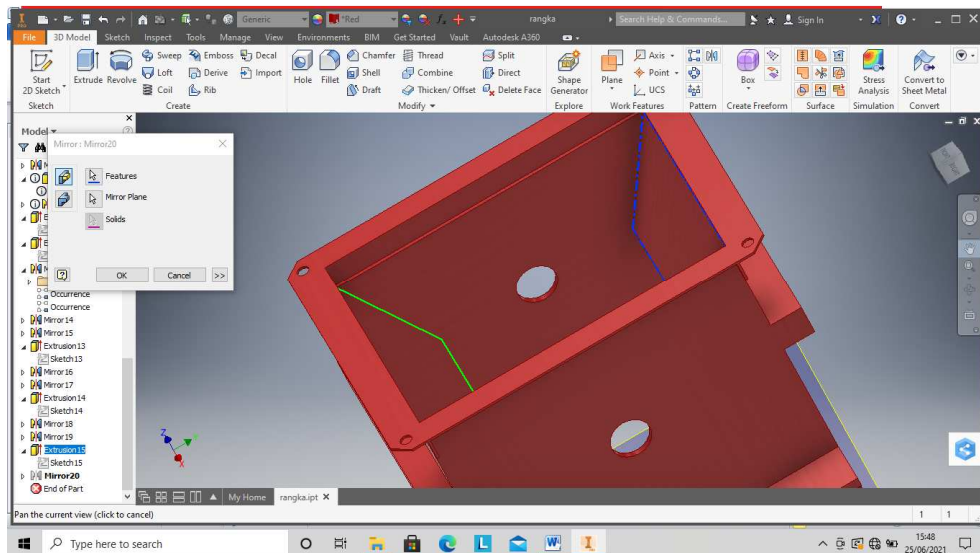 I PRO
Generic
*Red
rangka
Search Help & Commands...
Sign In
File 3D Model Sketch Inspect Tools Manage View Environments BIM Get Started Vault Autodesk A360
Start 2D Sketch
Extrude
Revolve
Sweep
Loft
Coil
Emboss
Derive
Rib
Decal
Import
Hole
Fillet
Chamfer
Shell
Draft
Thread
Combine
Thicken/ Offset
Split
Direct
Delete Face
Shape Generator
Plane
Axis
Point
UCS
Box
Stress Analysis
Convert to Sheet Metal
Sketch Create Modify Explore Work Features Pattern Create Freeform Surface Simulation Convert
Model
Mirror : Mirror20
Features
Mirror Plane
Solids
OK Cancel >>
Occurrence
Occurrence
Mirror14
Mirror15
Extrusion13
Sketch13
Mirror16
Mirror17
Extrusion14
Sketch14
Mirror18
Mirror19
Extrusion15
Sketch15
Mirror20
End of Part
Z
Y
X
My Home rangka.ipt
Pan the current view (click to cancel)
1 1
Type here to search
15:48
25/06/2021